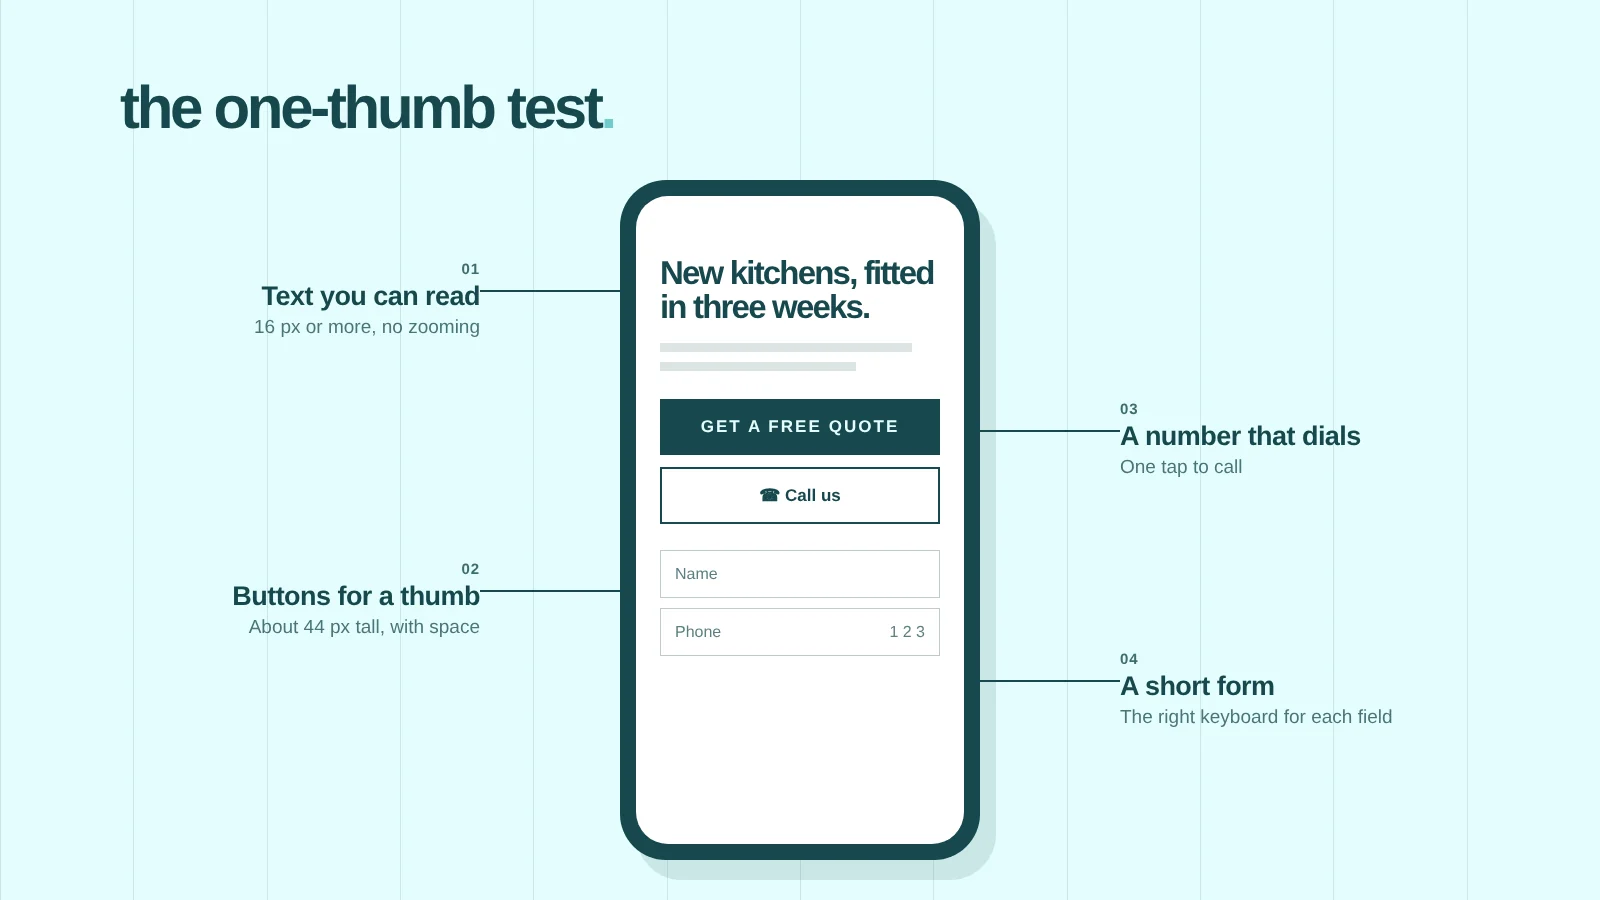 the one-thumb test.
01
Text you can read
16 px or more, no zooming
02
Buttons for a thumb
About 44 px tall, with space
New kitchens, fitted
in three weeks.
GET A FREE QUOTE
☎ Call us
Name
Phone 1 2 3
03
A number that dials
One tap to call
04
A short form
The right keyboard for each field